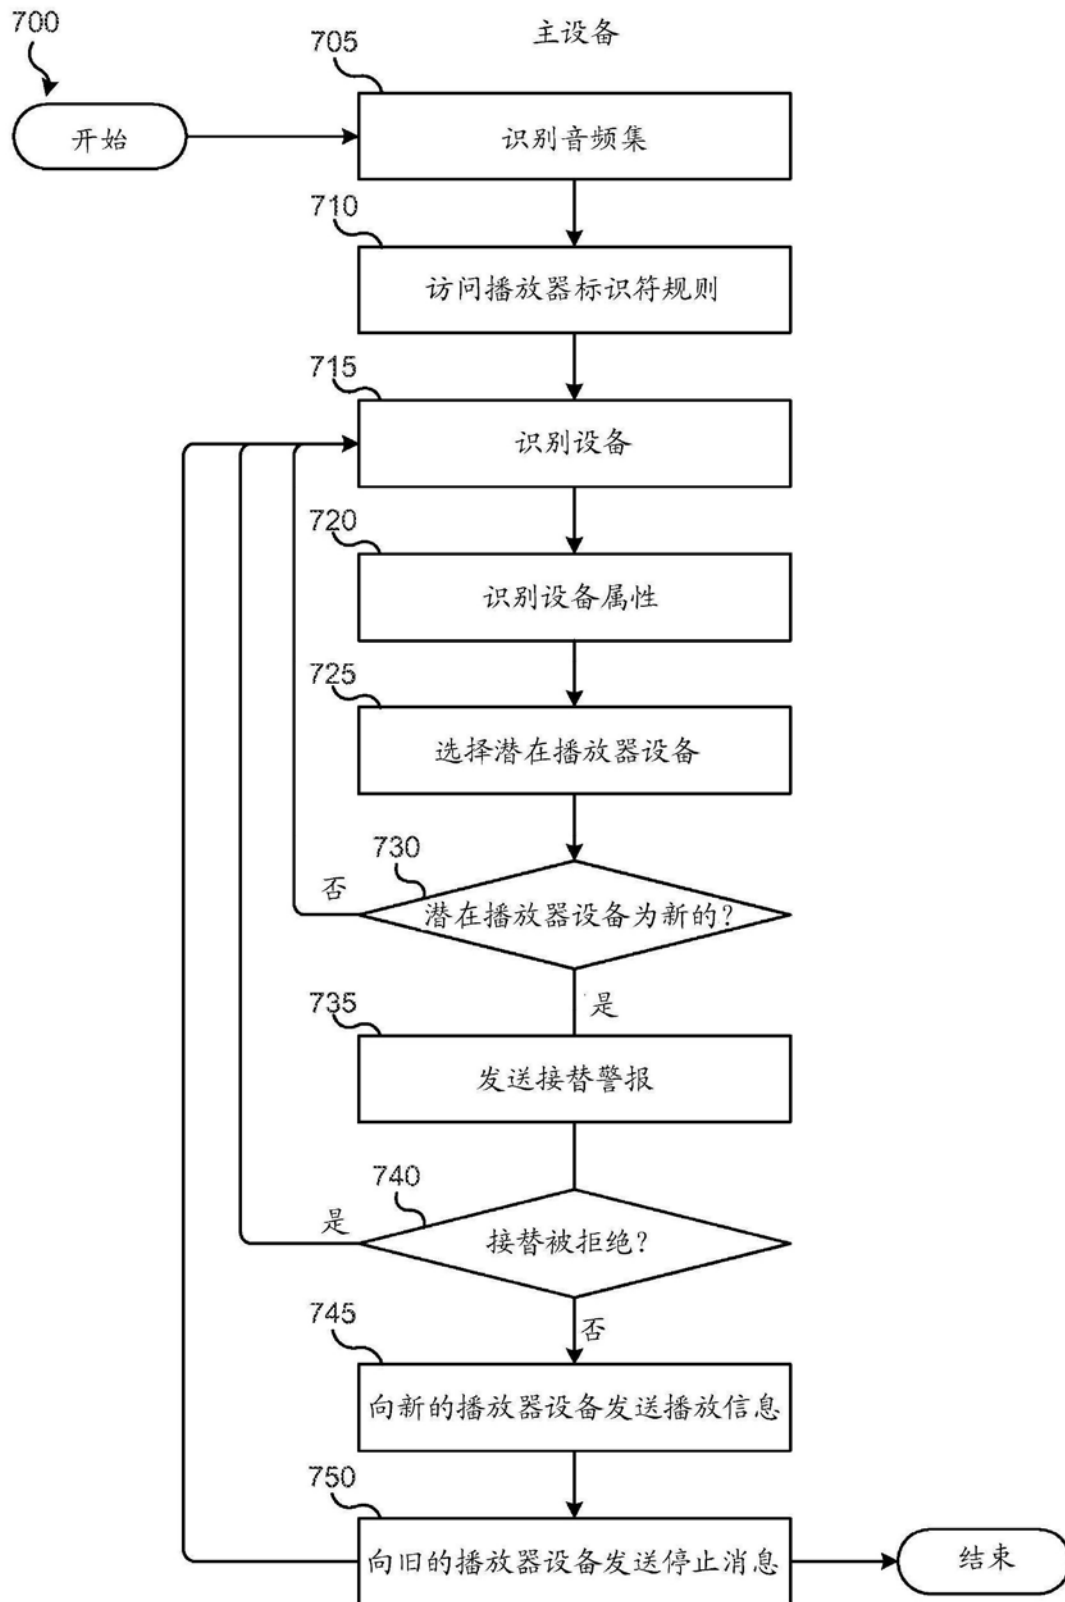 700
主设备
705
开始
识别音频集
710
访问播放器标识符规则
715
识别设备
720
识别设备属性
725
选择潜在播放器设备
730
否
潜在播放器设备为新的?
是
735
发送接替警报
740
是
接替被拒绝?
否
745
向新的播放器设备发送播放信息
750
向旧的播放器设备发送停止消息
结束